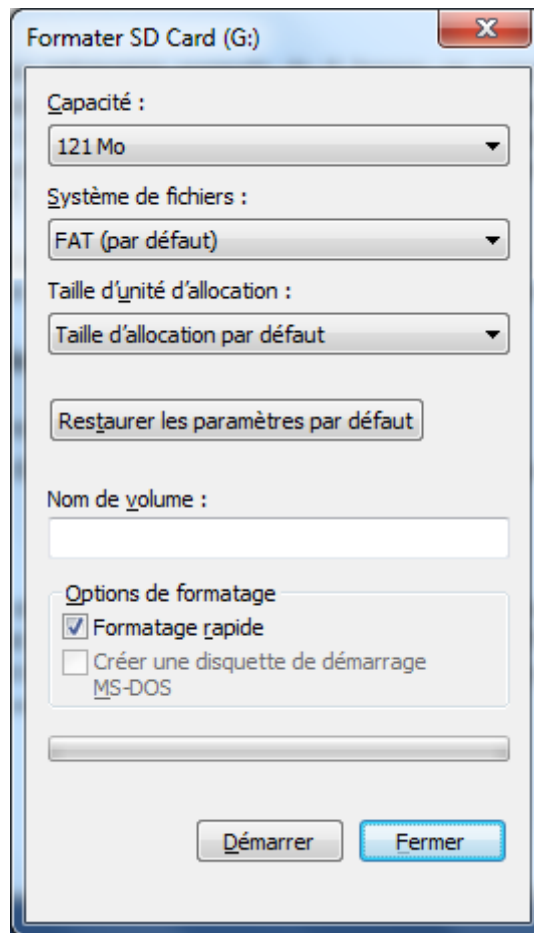 Formater SD Card (G:)
Capacité :
121 Mo
Système de fichiers :
FAT (par défaut)
Taille d'unité d'allocation :
Taille d'allocation par défaut
Restaurer les paramètres par défaut
Nom de volume :
Options de formatage
Formatage rapide
Créer une disquette de démarrage
MS-DOS
Démarrer
Fermer